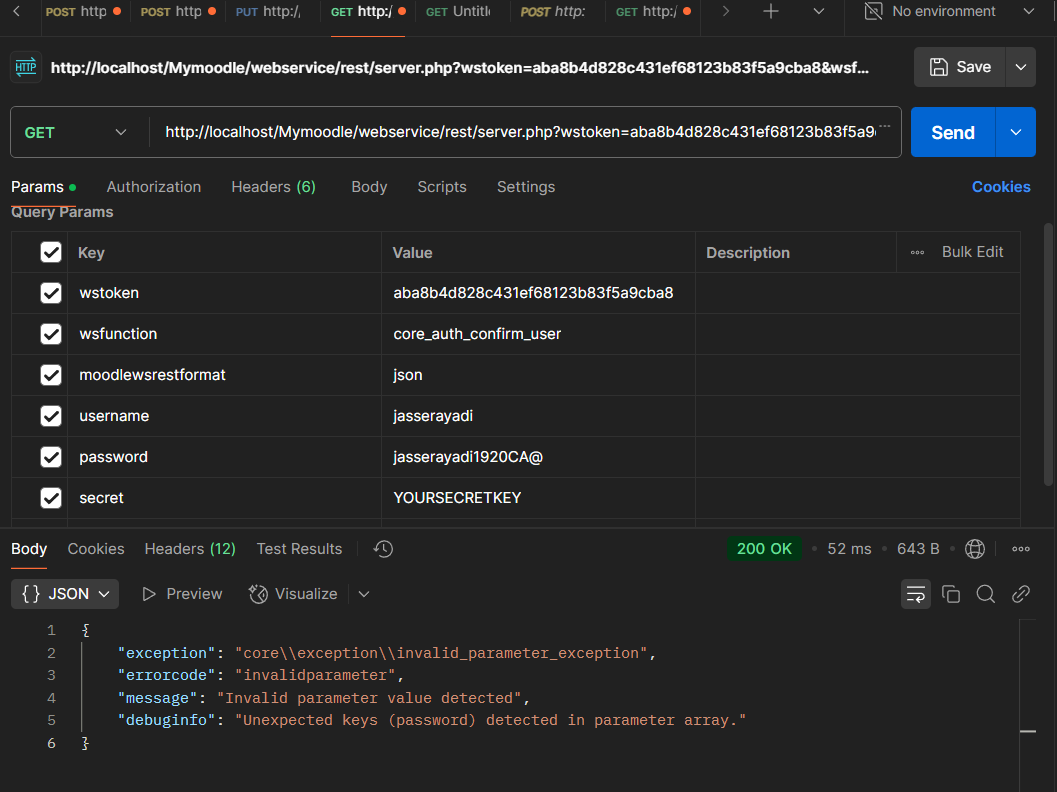 POST http
POST http
PUT http:/,
GET http:/
GET Untitl
POST http:
GET http:/
No environment
HTTP
http://localhost/Mymoodle/webservice/rest/server.php?wstoken=aba8b4d828c431ef68123b83f5a9cba8&wsf...
Save
GET
http://localhost/Mymoodle/webservice/rest/server.php?wstoken=aba8b4d828c431ef68123b83f5a9
Send
Params
Authorization
Headers (6)
Body
Scripts
Settings
Cookies
Query Params
Key
Value
Description
Bulk Edit
wstoken
aba8b4d828c431ef68123b83f5a9cba8
wsfunction
core_auth_confirm_user
moodlewsrestformat
json
username
jasserayadi
password
jasserayadi1920CA@
secret
YOURSECRETKEY
Body
Cookies
Headers (12)
Test Results
200 OK
52 ms
643 B
{} JSON
Preview
Visualize
1 {
2 "exception": "core\\exception\\invalid_parameter_exception",
3 "errorcode": "invalidparameter",
4 "message": "Invalid parameter value detected",
5 "debuginfo": "Unexpected keys (password) detected in parameter array."
6 }